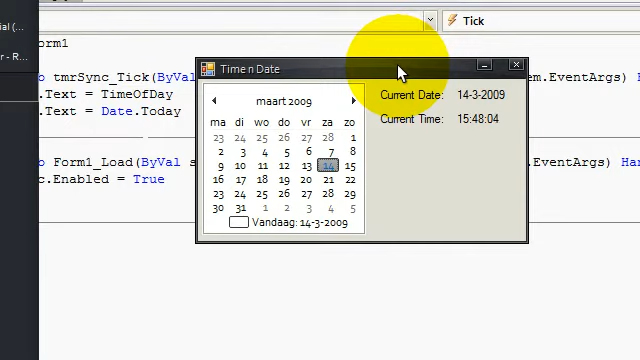 ial (...
Tick
- R...
orm1
Time n Date
o tmrSync_Tick(ByVal
em.EventArgs) H
.Text = TimeOfDay
.Text = Date.Today
maart 2009
Current Date: 14-3-2009
Current Time: 15:48:04
ma di wo do vr za zo
23 24 25 26 27 28 1
2 3 4 5 6 7 8
9 10 11 12 13 14 15
16 17 18 19 20 21 22
23 24 25 26 27 28 29
30 31 1 2 3 4 5
Vandaag: 14-3-2009
o Form1_Load(ByVal s
.EventArgs) Han
c.Enabled = True